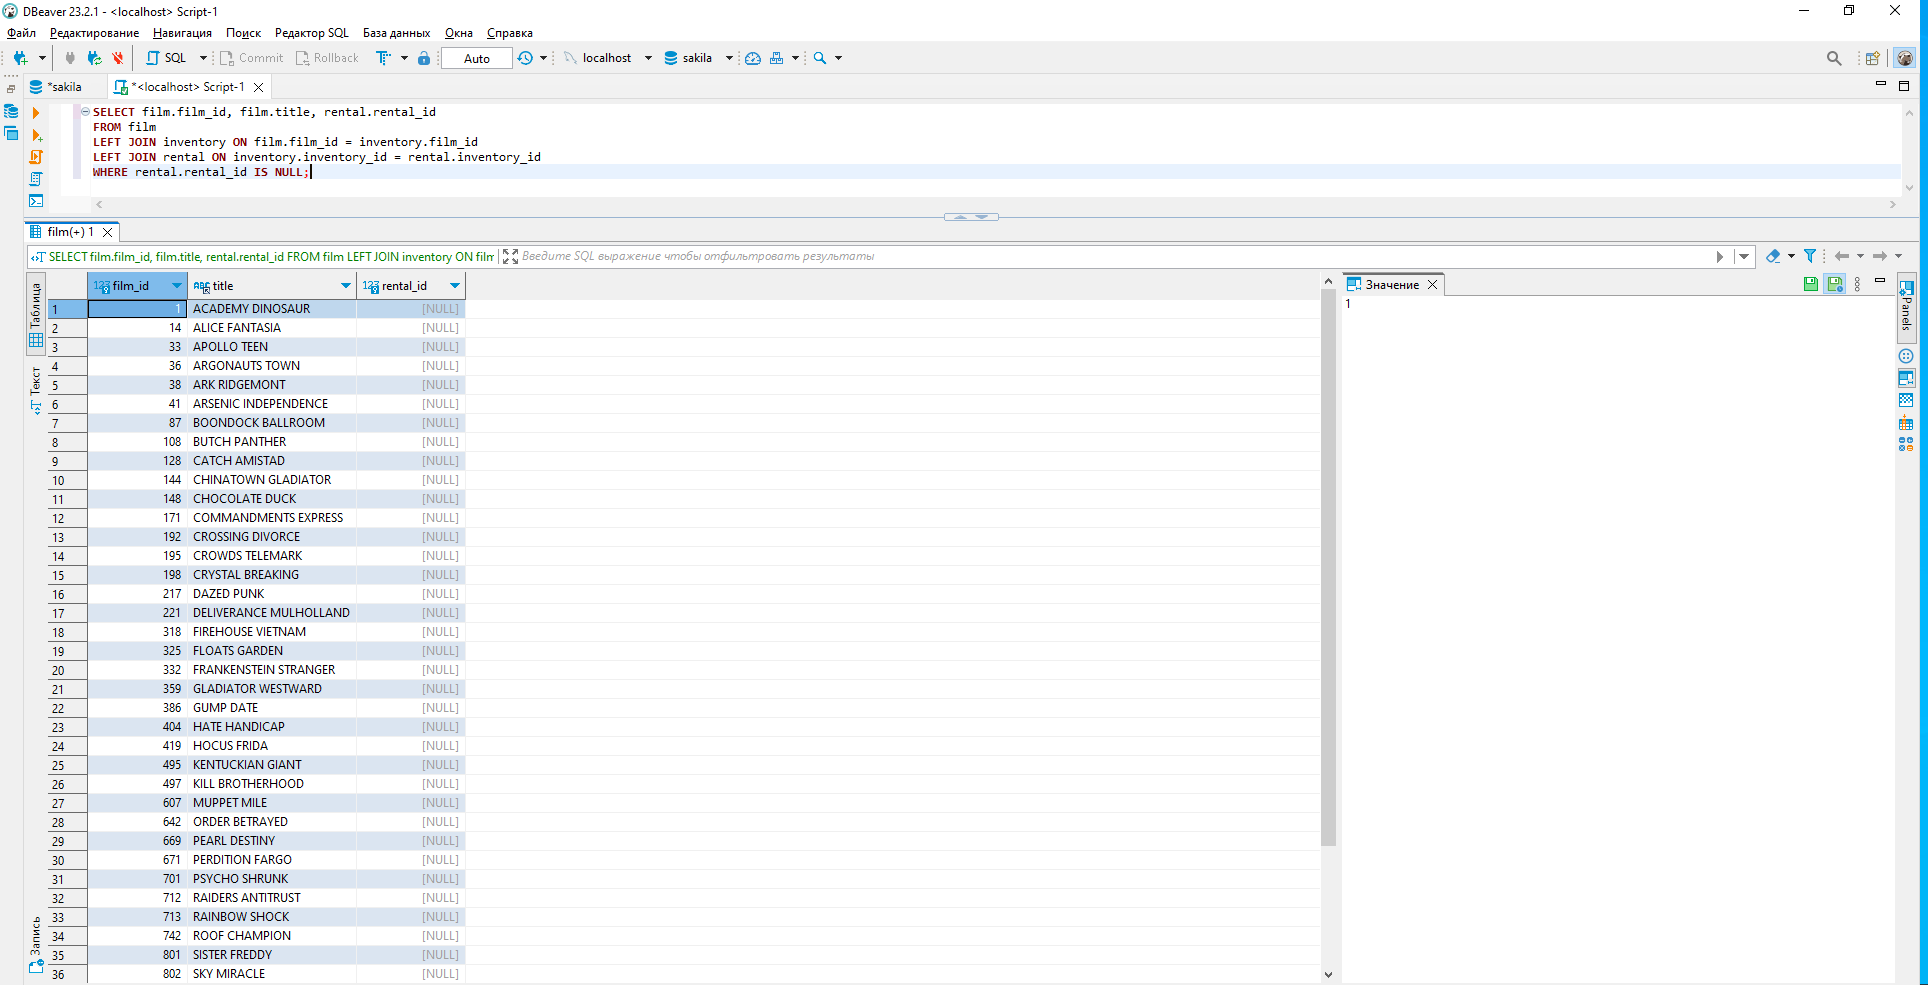 DBeaver 23.2.1 - <localhost> Script-1
Файл Редактирование Навигация Поиск Редактор SQL База данных Окна Справка
SQL Commit Rollback Auto localhost sakila
*sakila *<localhost> Script-1
SELECT film.film_id, film.title, rental.rental_id
FROM film
LEFT JOIN inventory ON film.film_id = inventory.film_id
LEFT JOIN rental ON inventory.inventory_id = rental.inventory_id
WHERE rental.rental_id IS NULL;
film(+) 1
SELECT film.film_id, film.title, rental.rental_id FROM film LEFT JOIN inventory ON film
Введите SQL выражение чтобы отфильтровать результаты
Таблица
Текст
Запись
123 film_id ABC title 123 rental_id
1 1 ACADEMY DINOSAUR [NULL]
2 14 ALICE FANTASIA [NULL]
3 33 APOLLO TEEN [NULL]
4 36 ARGONAUTS TOWN [NULL]
5 38 ARK RIDGEMONT [NULL]
6 41 ARSENIC INDEPENDENCE [NULL]
7 87 BOONDOCK BALLROOM [NULL]
8 108 BUTCH PANTHER [NULL]
9 128 CATCH AMISTAD [NULL]
10 144 CHINATOWN GLADIATOR [NULL]
11 148 CHOCOLATE DUCK [NULL]
12 171 COMMANDMENTS EXPRESS [NULL]
13 192 CROSSING DIVORCE [NULL]
14 195 CROWDS TELEMARK [NULL]
15 198 CRYSTAL BREAKING [NULL]
16 217 DAZED PUNK [NULL]
17 221 DELIVERANCE MULHOLLAND [NULL]
18 318 FIREHOUSE VIETNAM [NULL]
19 325 FLOATS GARDEN [NULL]
20 332 FRANKENSTEIN STRANGER [NULL]
21 359 GLADIATOR WESTWARD [NULL]
22 386 GUMP DATE [NULL]
23 404 HATE HANDICAP [NULL]
24 419 HOCUS FRIDA [NULL]
25 495 KENTUCKIAN GIANT [NULL]
26 497 KILL BROTHERHOOD [NULL]
27 607 MUPPET MILE [NULL]
28 642 ORDER BETRAYED [NULL]
29 669 PEARL DESTINY [NULL]
30 671 PERDITION FARGO [NULL]
31 701 PSYCHO SHRUNK [NULL]
32 712 RAIDERS ANTITRUST [NULL]
33 713 RAINBOW SHOCK [NULL]
34 742 ROOF CHAMPION [NULL]
35 801 SISTER FREDDY [NULL]
36 802 SKY MIRACLE [NULL]
Значение
1
Panels